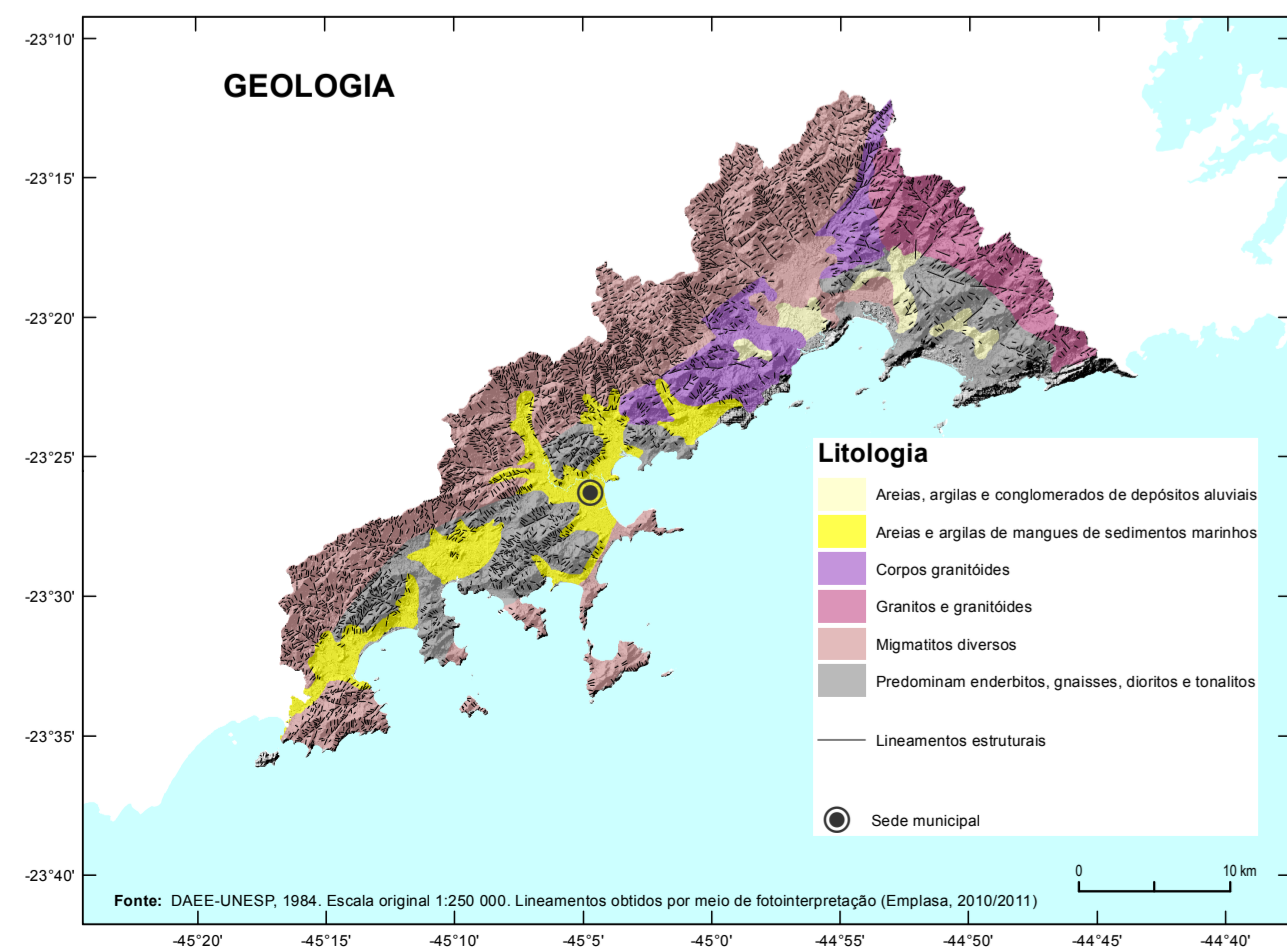 GEOLOGIA
-23°10'
-23°15'
-23°20'
-23°25'
-23°30'
-23°35'
-23°40'
Litologia
Areias, argilas e conglomerados de depósitos aluviais
Areias e argilas de mangues de sedimentos marinhos
Corpos granitóides
Granitos e granitóides
Migmatitos diversos
Predominam enderbitos, gnaisses, dioritos e tonalitos
Lineamentos estruturais
Sede municipal
0 10 km
Fonte: DAEE-UNESP, 1984. Escala original 1:250 000. Lineamentos obtidos por meio de fotointerpretação (Emplasa, 2010/2011)
-45°20' -45°15' -45°10' -45°5' -45°0' -44°55' -44°50' -44°45' -44°40'